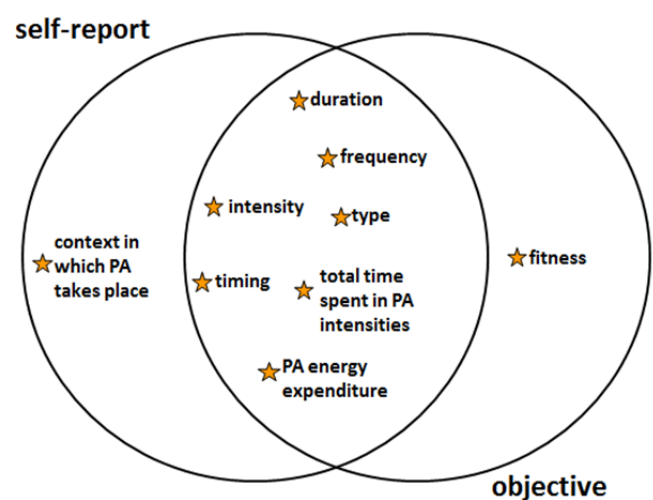 self-report
duration
frequency
intensity
type
context in
which PA
takes place
fitness
timing
total time
spent in PA
intensities
PA energy
expenditure
objective